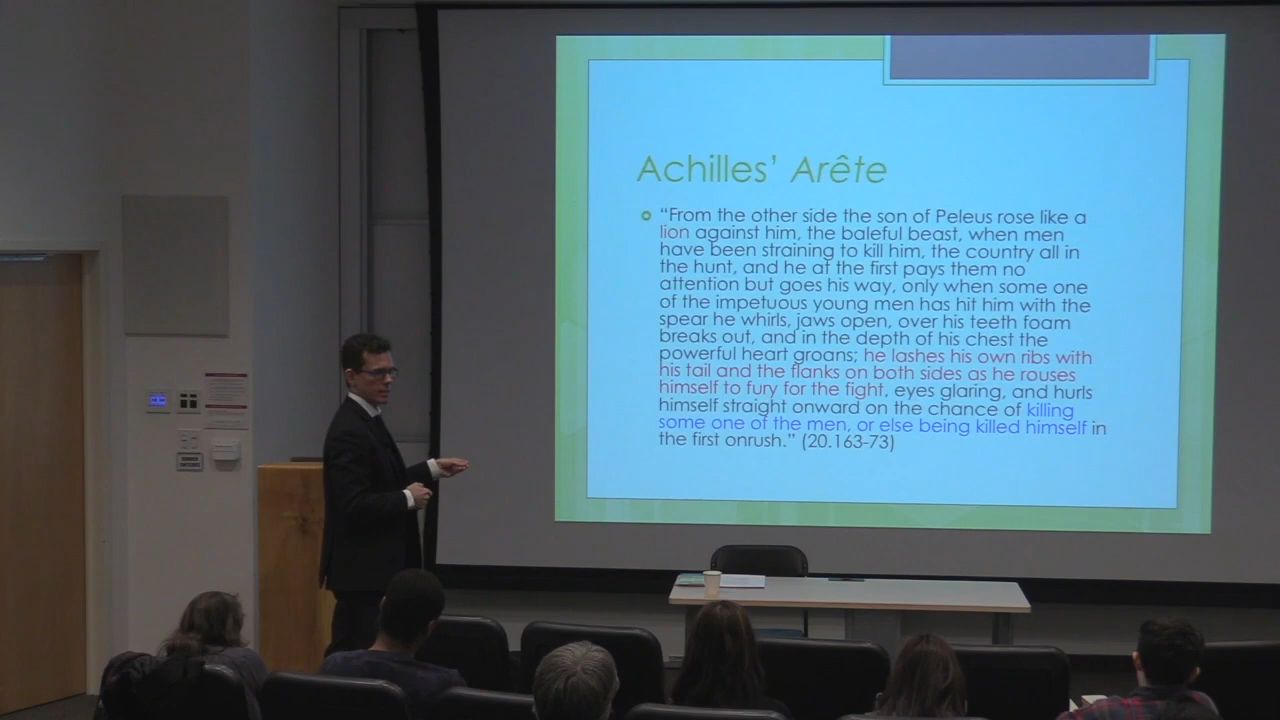 Achilles’ Arête
“From the other side the son of Peleus rose like a
lion against him, the baleful beast, when men
have been straining to kill him, the country all in
the hunt, and he at the first pays them no
attention but goes his way, only when some one
of the impetuous young men has hit him with the
spear he whirls, jaws open, over his teeth foam
breaks out, and in the depth of his chest the
powerful heart groans; he lashes his own ribs with
his tail and the flanks on both sides as he rouses
himself to fury for the fight, eyes glaring, and hurls
himself straight onward on the chance of killing
some one of the men, or else being killed himself in
the first onrush.” (20.163-73)